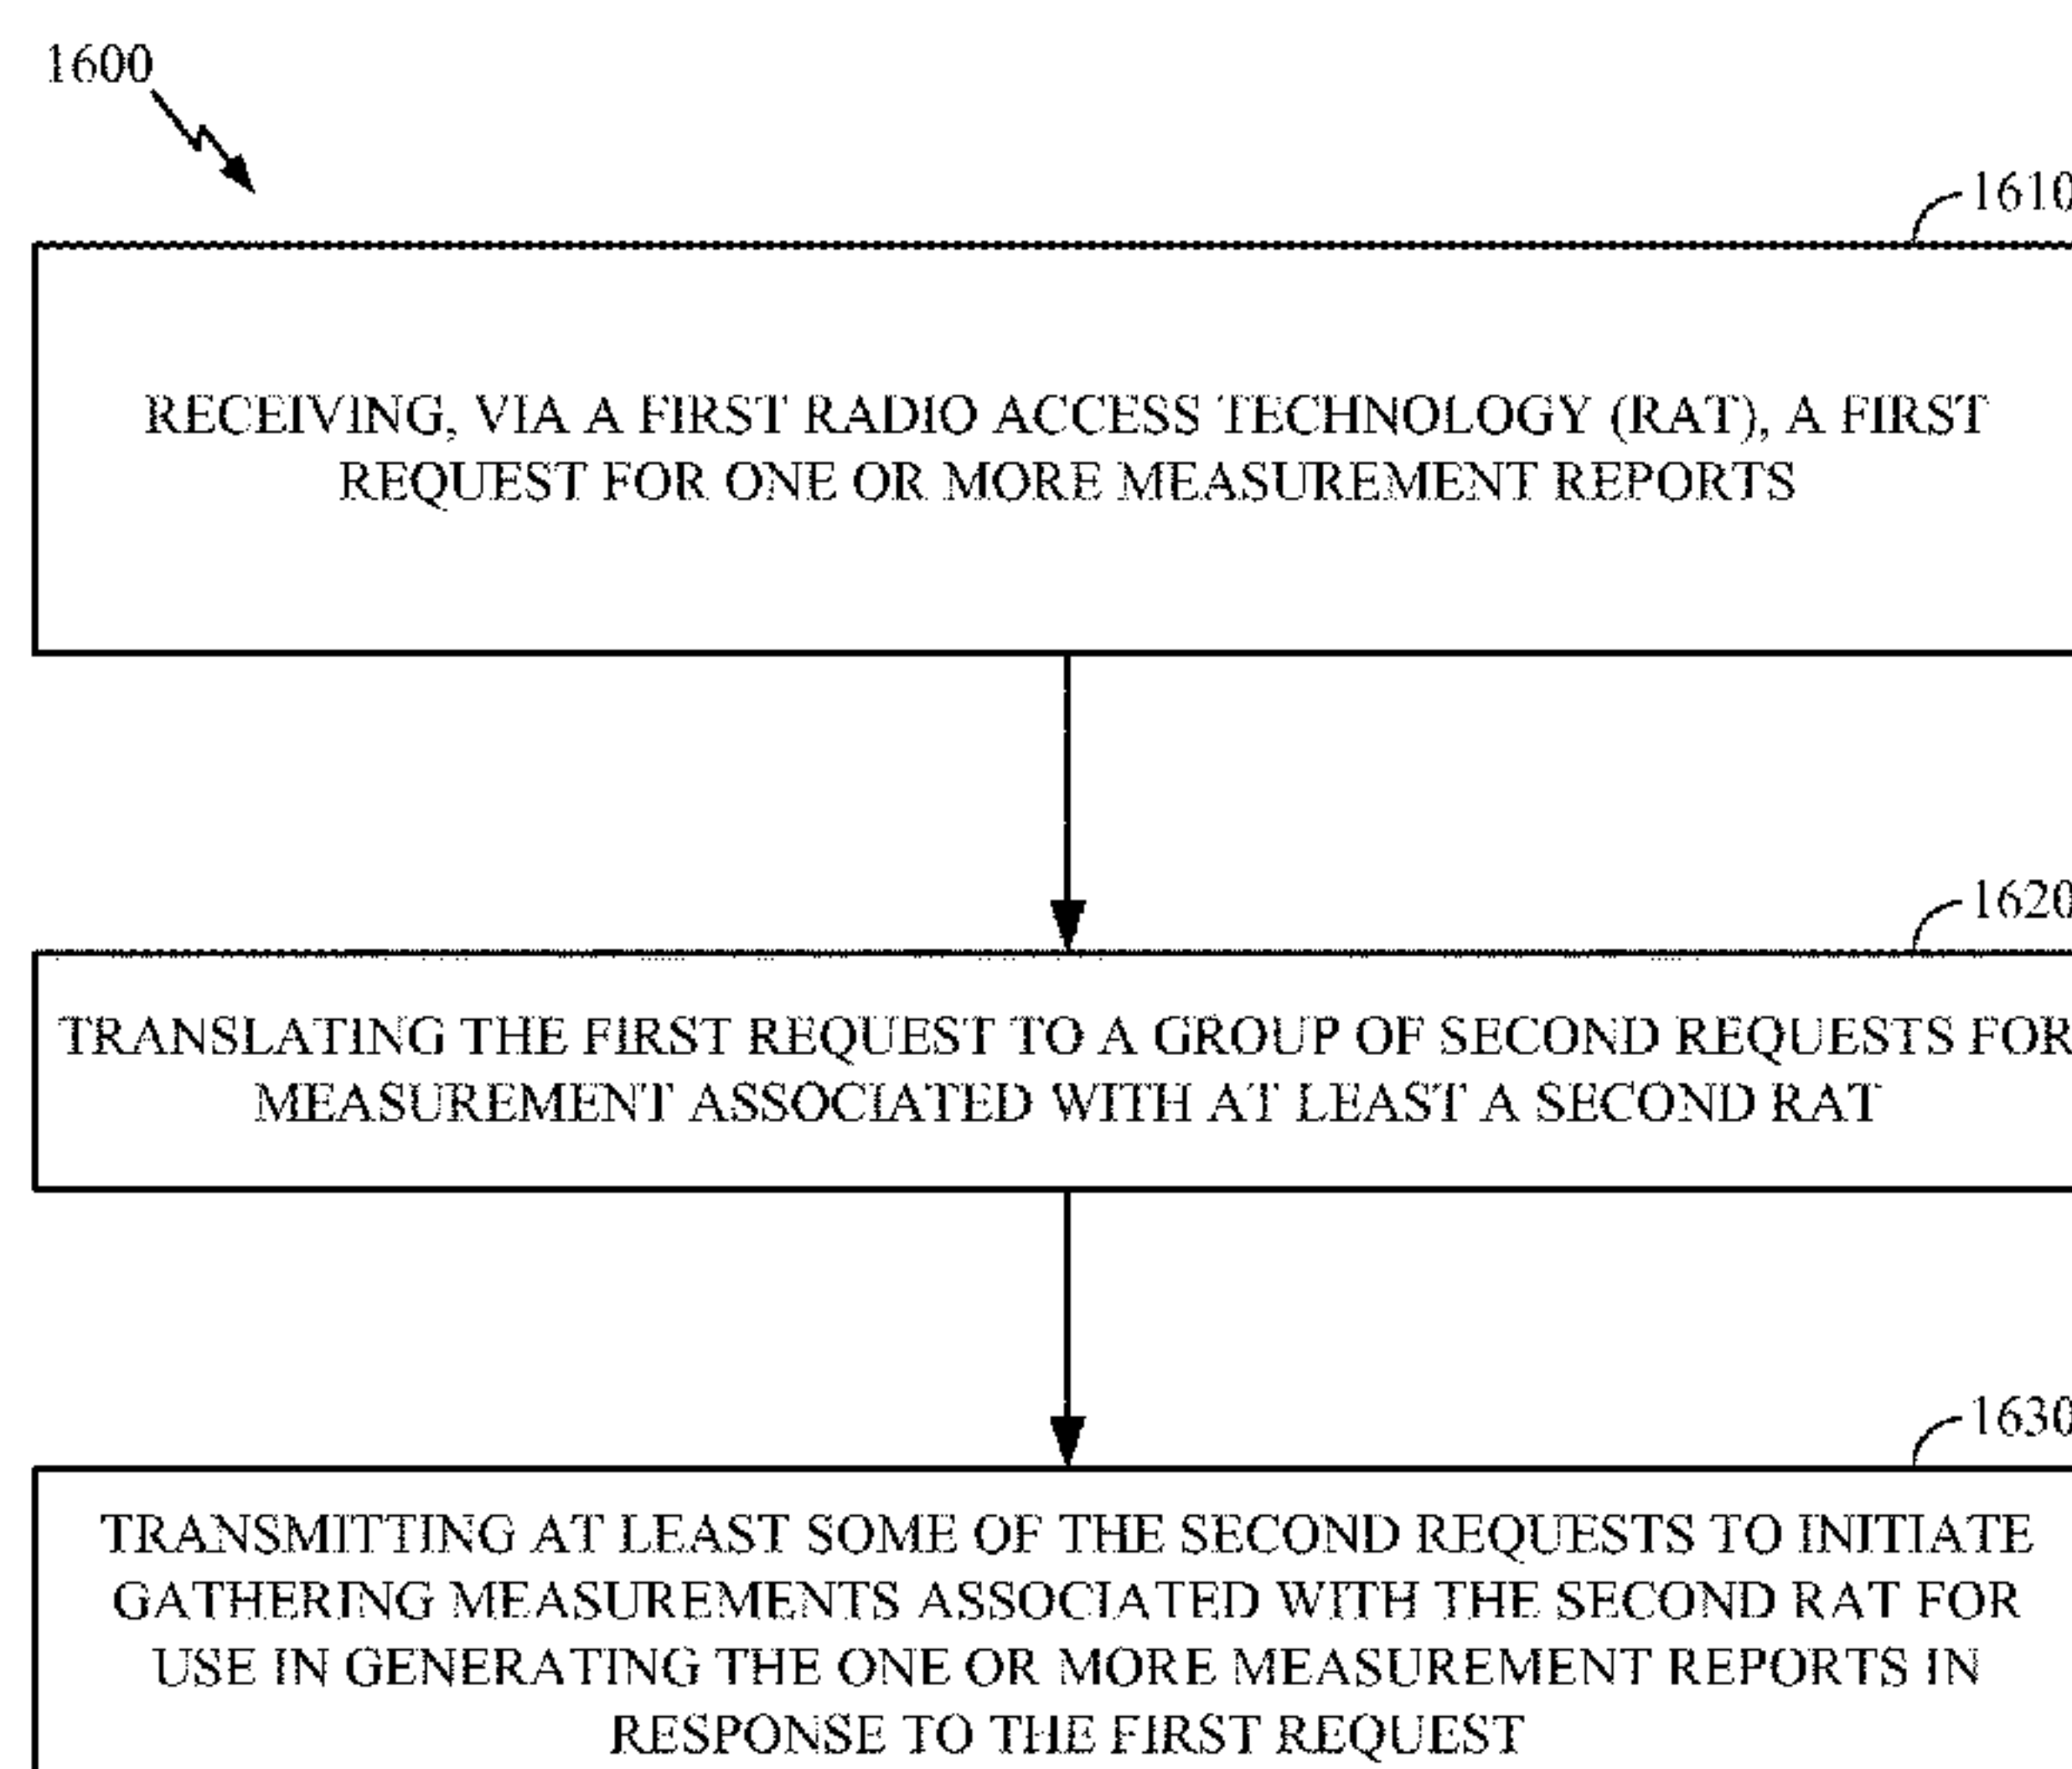 1600
1610
RECEIVING, VIA A FIRST RADIO ACCESS TECHNOLOGY (RAT), A FIRST
REQUEST FOR ONE OR MORE MEASUREMENT REPORTS
1620
TRANSLATING THE FIRST REQUEST TO A GROUP OF SECOND REQUESTS FOR
MEASUREMENT ASSOCIATED WITH AT LEAST A SECOND RAT
1630
TRANSMITTING AT LEAST SOME OF THE SECOND REQUESTS TO INITIATE
GATHERING MEASUREMENTS ASSOCIATED WITH THE SECOND RAT FOR
USE IN GENERATING THE ONE OR MORE MEASUREMENT REPORTS IN
RESPONSE TO THE FIRST REQUEST